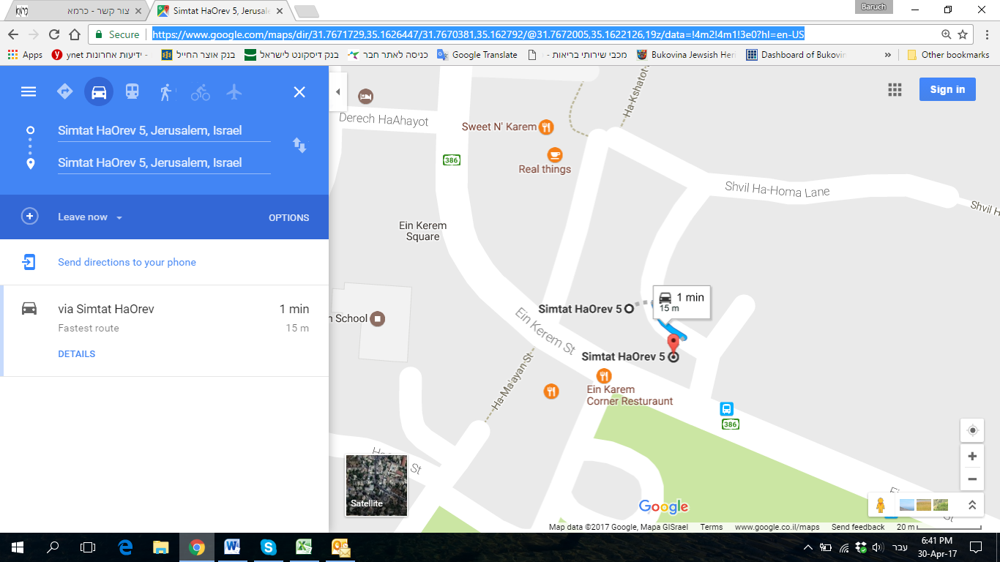 צור קשר - כרמא
Simtat HaOrev 5, Jerusale
Baruch
Secure
https://www.google.com/maps/dir/31.7671729,35.1626447/31.7670381,35.162792/@31.7672005,35.1622126,19z/data=!4m2!4m1!3e0?hl=en-US
Apps
ynet ידיעות אחרונות -
בנק אוצר החייל
בנק דיסקונט לישראל
כניסה לאתר חבר
Google Translate
מכבי שירותי בריאות -
Bukovina Jewsish Her
Dashboard of Bukovin
»
Other bookmarks
Simtat HaOrev 5, Jerusalem, Israel
Simtat HaOrev 5, Jerusalem, Israel
Leave now
OPTIONS
Send directions to your phone
via Simtat HaOrev
1 min
Fastest route
15 m
DETAILS
Sign in
Derech HaAhayot
Ha-Kshatot
Sweet N' Karem
386
Real things
Shvil Ha-Homa Lane
Shvil H
Ein Kerem
Square
1 min
15 m
Simtat HaOrev 5
n School
Ein Kerem St
Simtat HaOrev 5
Ha-Ma'ayan St
Ein Karem
Corner Resturaunt
386
St
Satellite
Google
St
Map data ©2017 Google, Mapa GISrael
Terms
www.google.co.il/maps
Send feedback
20 m
עבר
6:41 PM
30-Apr-17